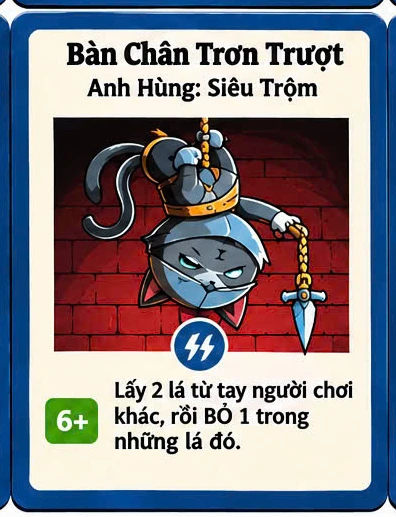 Bàn Chân Trơn Trượt
Anh Hùng: Siêu Trộm
6+
Lấy 2 lá từ tay người chơi
khác, rồi BỎ 1 trong
những lá đó.